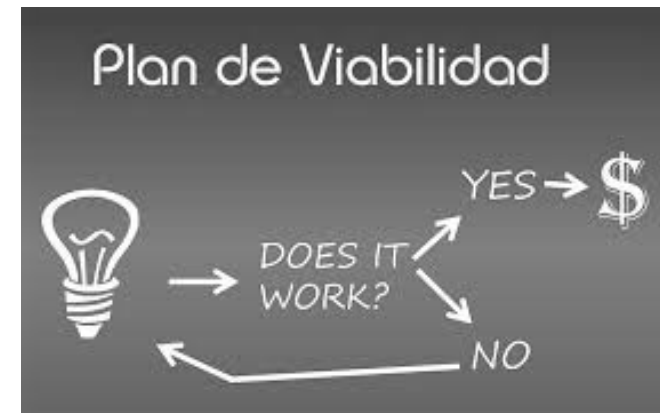 Plan de Viabilidad
YES
$
DOES IT
WORK?
NO